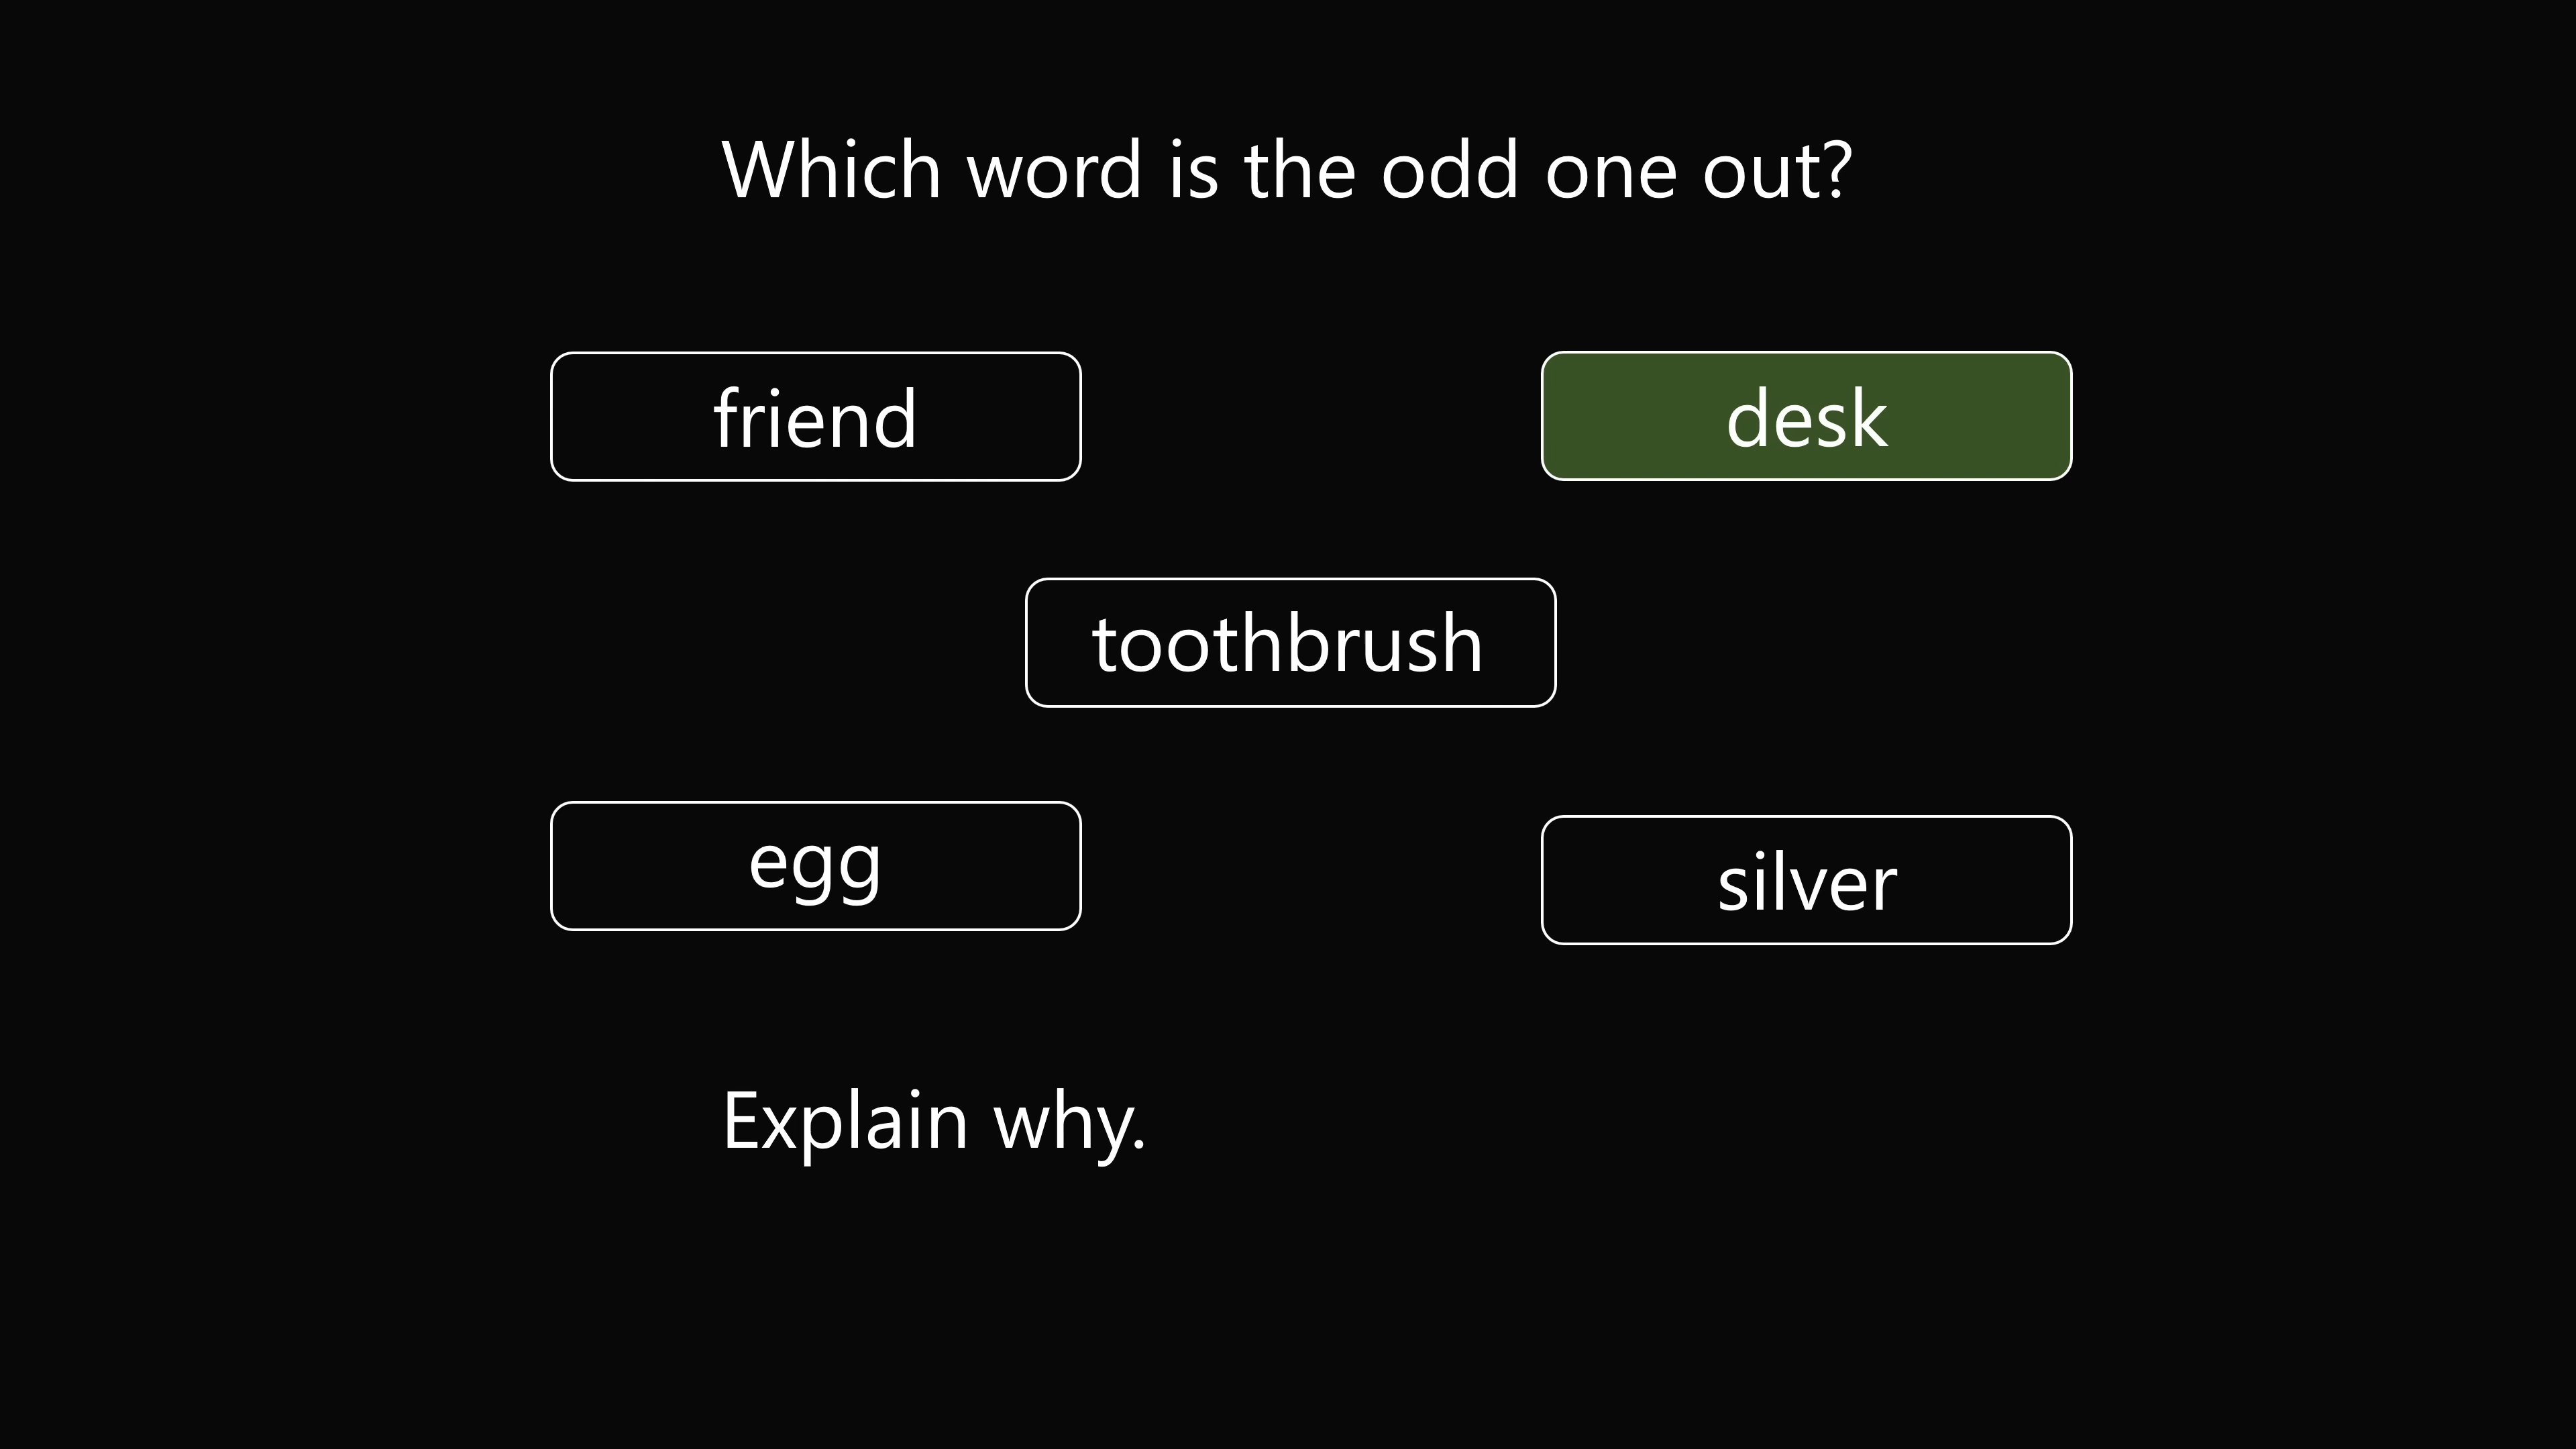 Which word is the odd one out?
friend
desk
toothbrush
egg
silver
Explain why.